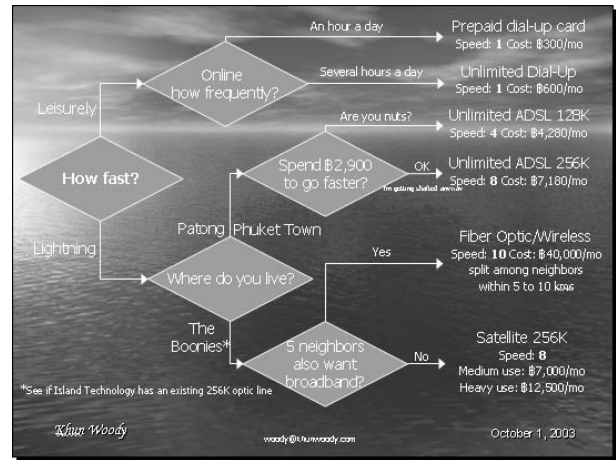 An hour a day
Prepaid dial-up card
Speed: 1 Cost: ฿300/mo
Online
how frequently?
Several hours a day
Unlimited Dial-Up
Speed: 1 Cost: ฿600/mo
Leisurely
Are you nuts?
Unlimited ADSL 128K
Speed: 4 Cost: ฿4,280/mo
How fast?
Spend ฿2,900
to go faster?
OK
I'm getting shafted anyway
Unlimited ADSL 256K
Speed: 8 Cost: ฿7,180/mo
Lightning
Patong
Phuket Town
Where do you live?
Yes
Fiber Optic/Wireless
Speed: 10 Cost: ฿40,000/mo
split among neighbors
within 5 to 10 kms
The
Boonies*
5 neighbors
also want
broadband?
No
Satellite 256K
Speed: 8
Medium use: ฿7,000/mo
Heavy use: ฿12,500/mo
*See if Island Technology has an existing 256K optic line
Khun Woody
woody@khunwoody.com
October 1, 2003